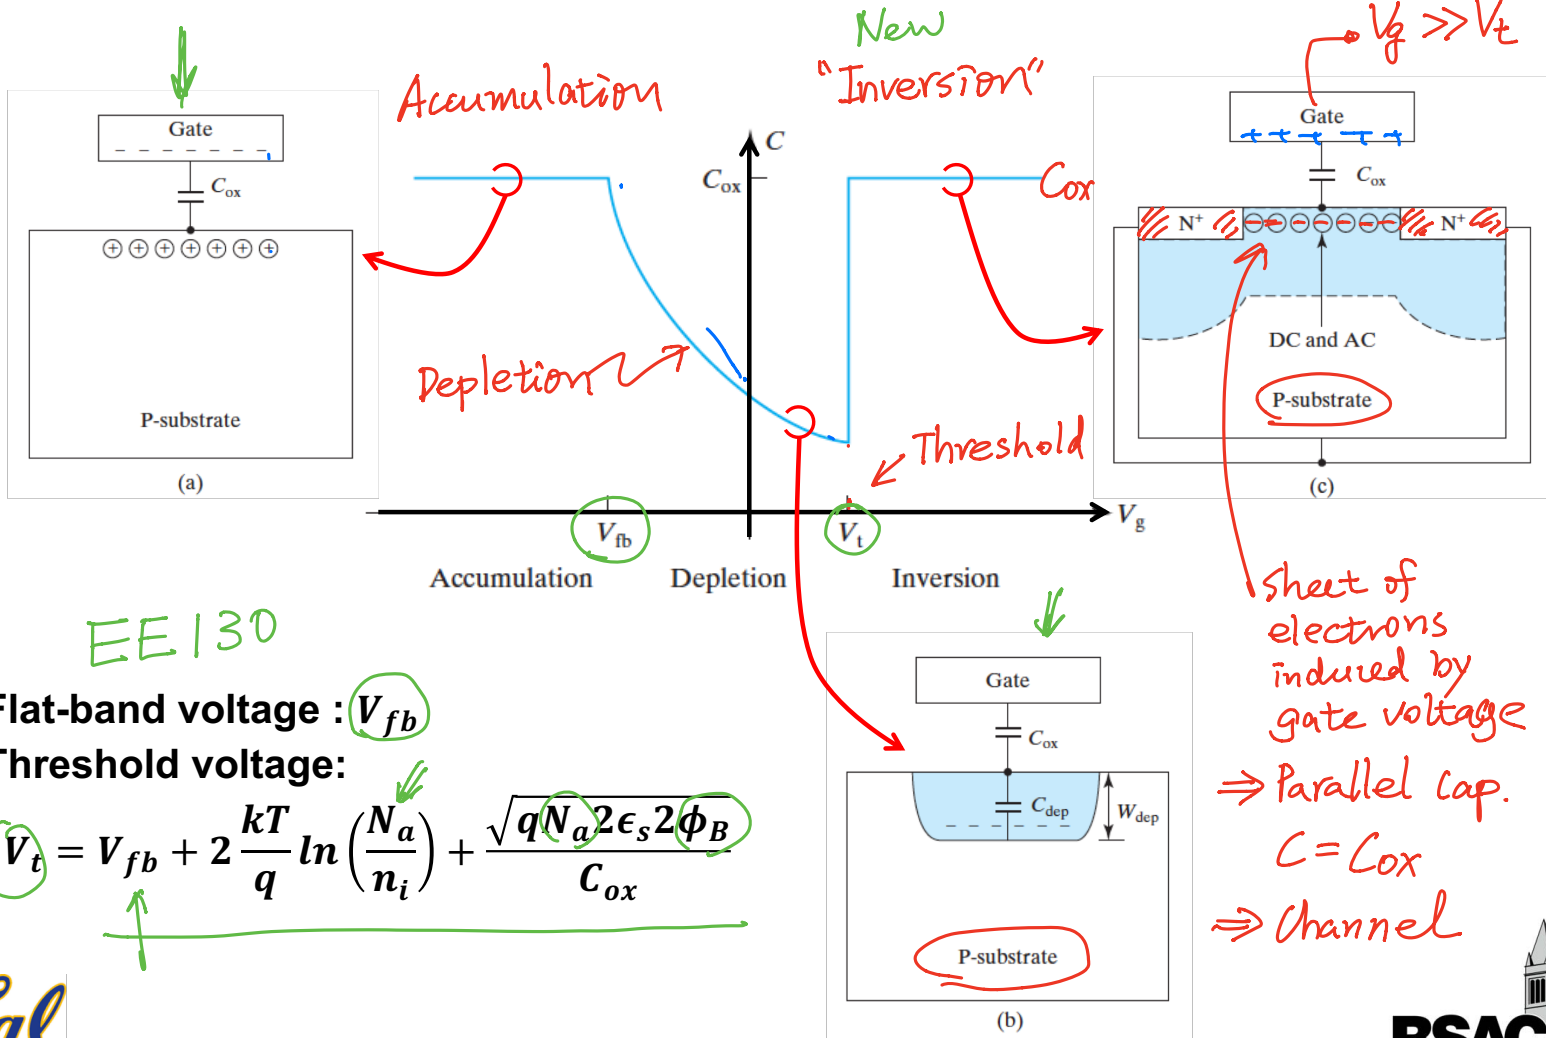 New
Vg >> Vt
Accumulation
"Inversion"
Gate
Cox
P-substrate
(a)
C
Cox
Cox
Depletion
Threshold
Vfb
Vt
Vg
Accumulation
Depletion
Inversion
Gate
+ + + + +
Cox
N+
N+
DC and AC
P-substrate
(c)
sheet of
electrons
induced by
gate voltage
⇒ Parallel cap.
C = Cox
⇒ Channel
EE130
Flat-band voltage : Vfb
Threshold voltage:
Vt = Vfb + 2 kT/q ln(Na/ni) + √(qNa2ϵs2ϕB)/Cox
Gate
Cox
Cdep
Wdep
P-substrate
(b)
Cal
BSAC